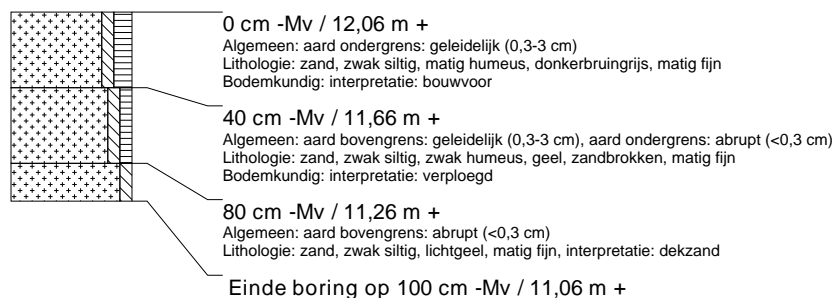 0 cm -Mv / 12,06 m +
Algemeen: aard ondergrens: geleidelijk (0,3-3 cm)
Lithologie: zand, zwak siltig, matig humeus, donkerbruingrijs, matig fijn
Bodemkundig: interpretatie: bouwvoor
40 cm -Mv / 11,66 m +
Algemeen: aard bovengrens: geleidelijk (0,3-3 cm), aard ondergrens: abrupt (<0,3 cm)
Lithologie: zand, zwak siltig, zwak humeus, geel, zandbrokken, matig fijn
Bodemkundig: interpretatie: verploegd
80 cm -Mv / 11,26 m +
Algemeen: aard bovengrens: abrupt (<0,3 cm)
Lithologie: zand, zwak siltig, lichtgeel, matig fijn, interpretatie: dekzand
Einde boring op 100 cm -Mv / 11,06 m +